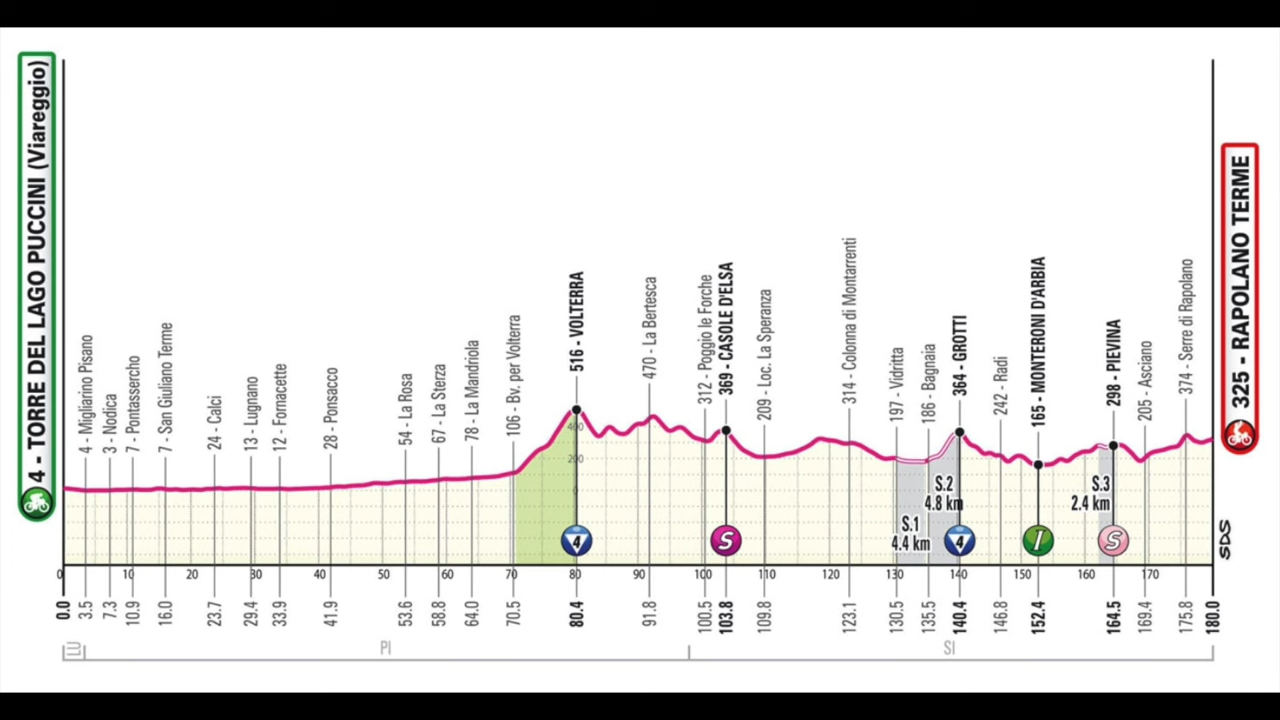 4 - TORRE DEL LAGO PUCCINI (Viareggio)
4 - Migliarino Pisano
3 - Nodica
7 - Pontasserchio
7 - San Giuliano Terme
24 - Calci
13 - Lugnano
12 - Fornacette
28 - Ponsacco
54 - La Rosa
67 - La Sterza
78 - La Mandriola
106 - Bv. per Volterra
516 - VOLTERRA
470 - La Bertesca
312 - Poggio le Forche
369 - CASOLE D'ELSA
209 - Loc. La Speranza
314 - Colonna di Montarrenti
197 - Vidritta
186 - Bagnaia
364 - GROTTI
242 - Radi
165 - MONTERONI D'ARBIA
298 - PIEVINA
205 - Asciano
374 - Serre di Rapolano
325 - RAPOLANO TERME
400
200
0
S.1
4.4 km
S.2
4.8 km
S.3
2.4 km
4
S
4
I
S
SDS
0 10 20 30 40 50 60 70 80 90 100 110 120 130 140 150 160 170
0.0 3.5 7.3 10.9 16.0 23.7 29.4 33.9 41.9 53.6 58.8 64.0 70.5 80.4 91.8 100.5 103.8 109.8 123.1 130.5 135.5 140.4 146.8 152.4 164.5 169.4 175.8 180.0
LU PI SI